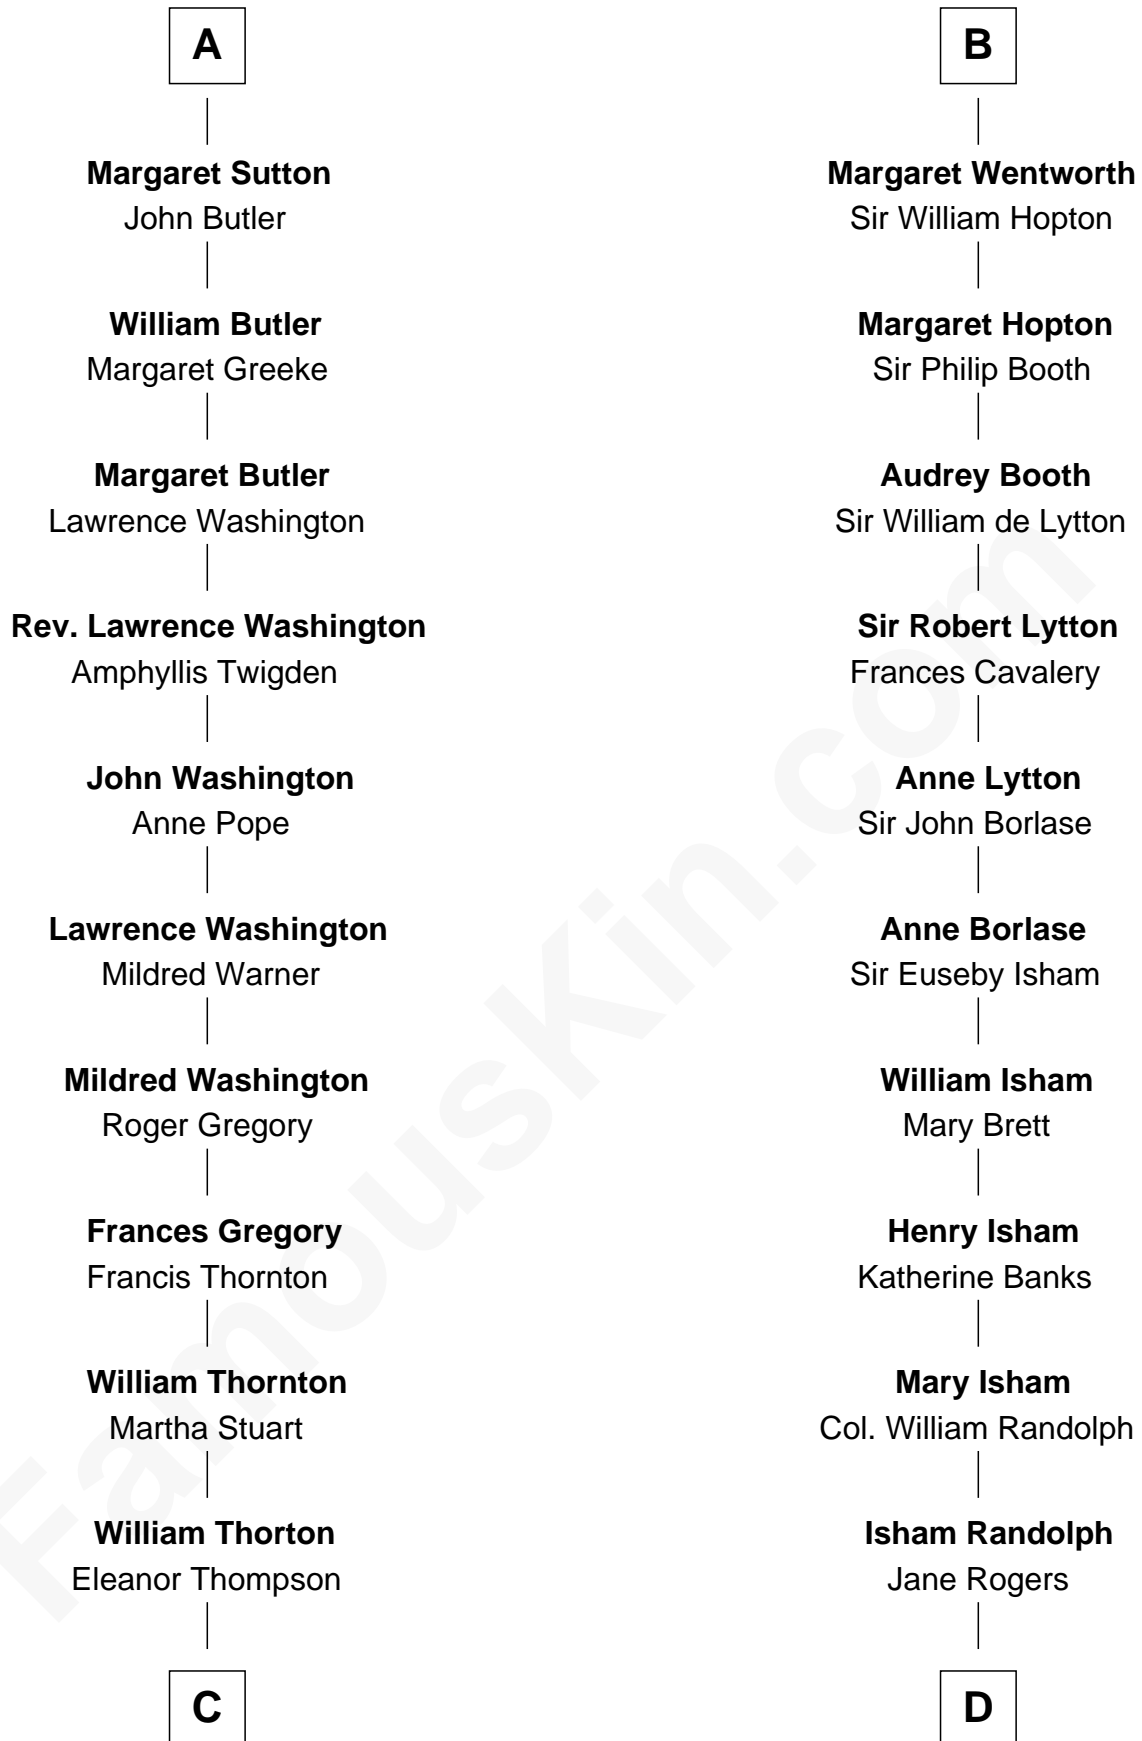 A
Margaret Sutton
John Butler
William Butler
Margaret Greeke
Margaret Butler
Lawrence Washington
Rev. Lawrence Washington
Amphyllis Twigden
John Washington
Anne Pope
Lawrence Washington
Mildred Warner
Mildred Washington
Roger Gregory
Frances Gregory
Francis Thornton
William Thornton
Martha Stuart
William Thorton
Eleanor Thompson
C
B
Margaret Wentworth
Sir William Hopton
Margaret Hopton
Sir Philip Booth
Audrey Booth
Sir William de Lytton
Sir Robert Lytton
Frances Cavalery
Anne Lytton
Sir John Borlase
Anne Borlase
Sir Euseby Isham
William Isham
Mary Brett
Henry Isham
Katherine Banks
Mary Isham
Col. William Randolph
Isham Randolph
Jane Rogers
D
FamousKin.com